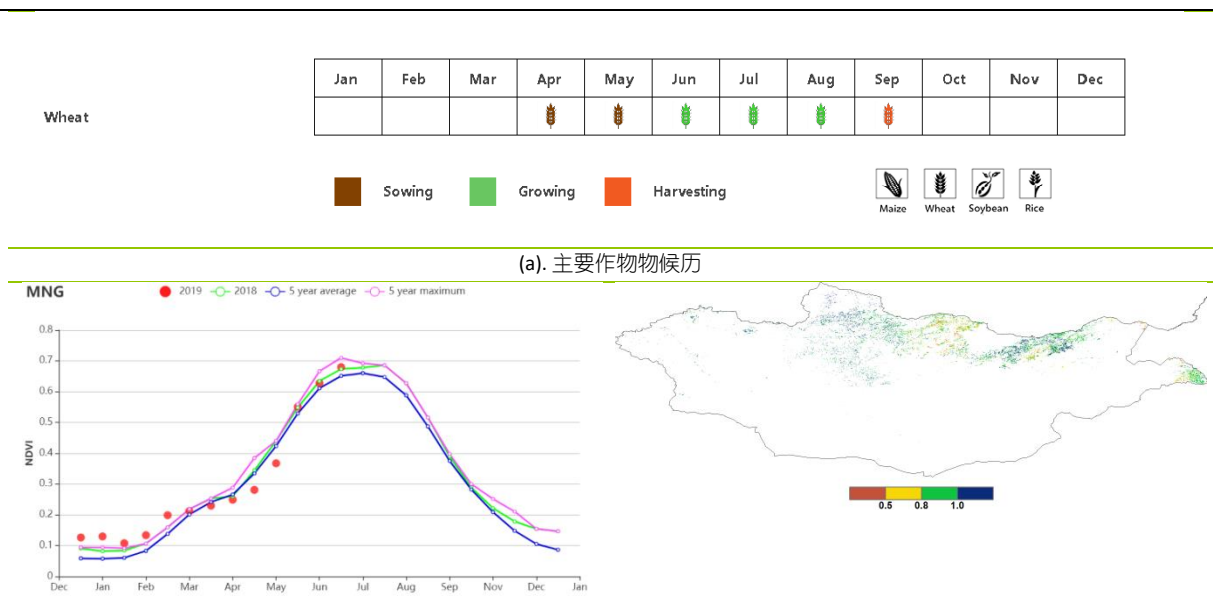 Jan Feb Mar Apr May Jun Jul Aug Sep Oct Nov Dec
Wheat
Sowing Growing Harvesting
Maize Wheat Soybean Rice
(a). 主要作物物候历
MNG 2019 2018 5 year average 5 year maximum
0.8
0.7
0.6
0.5
0.4
0.3
0.2
0.1
0
NDVI
Dec Jan Feb Mar Apr May Jun Jul Aug Sep Nov Dec Jan
0.5 0.8 1.0